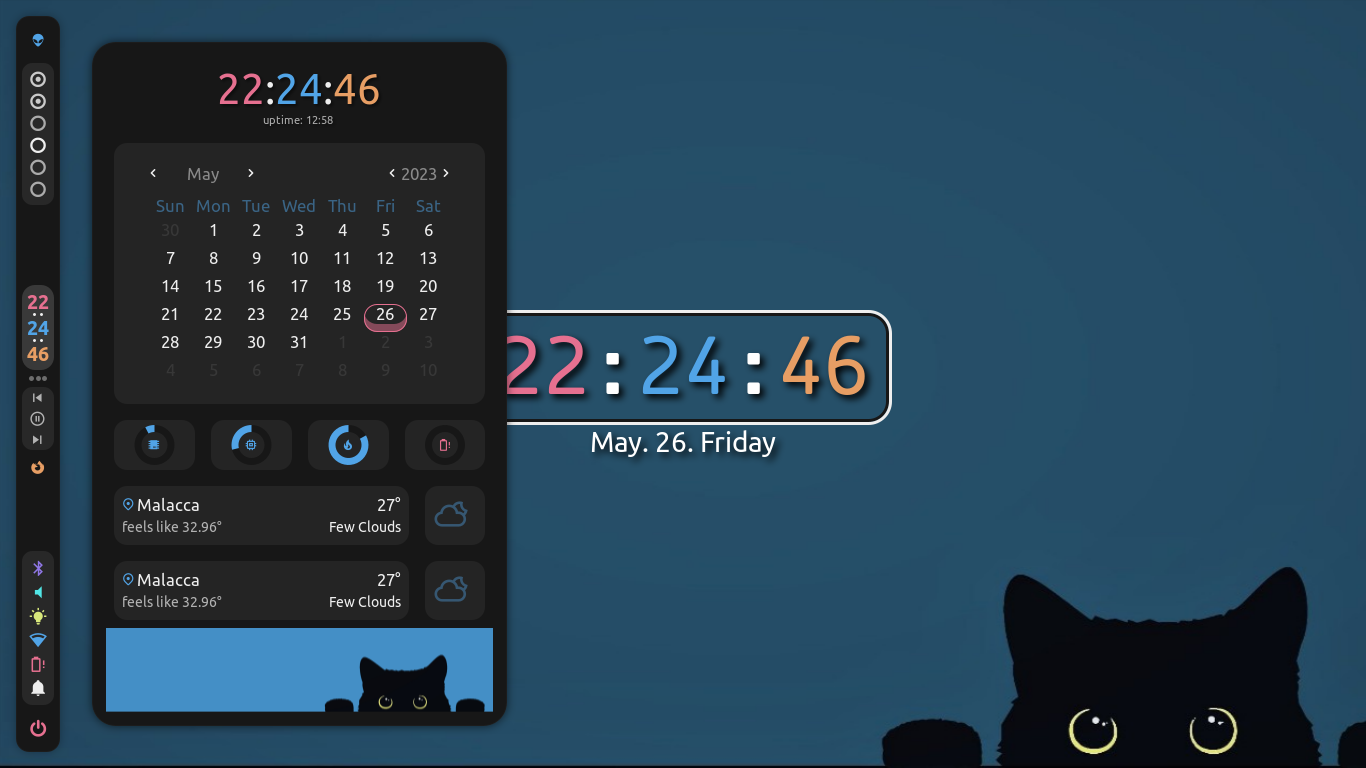 22
24
46
22:24:46
uptime: 12:58
May 2023
Sun Mon Tue Wed Thu Fri Sat
30 1 2 3 4 5 6
7 8 9 10 11 12 13
14 15 16 17 18 19 20
21 22 23 24 25 26 27
28 29 30 31 1 2 3
4 5 6 7 8 9 10
Malacca 27°
feels like 32.96° Few Clouds
Malacca 27°
feels like 32.96° Few Clouds
22:24:46
May. 26. Friday